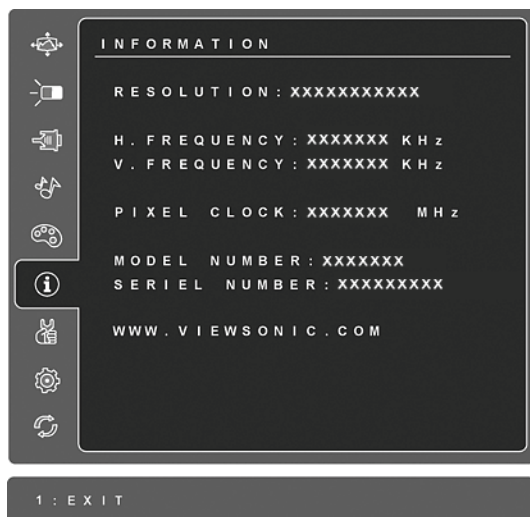 INFORMATION
RESOLUTION: XXXXXXXXXXX
H. FREQUENCY: XXXXXXX KHz
V. FREQUENCY: XXXXXXX KHz
PIXEL CLOCK: XXXXXXX MHz
MODEL NUMBER: XXXXXXX
SERIEL NUMBER: XXXXXXXXX
WWW.VIEWSONIC.COM
1:EXIT